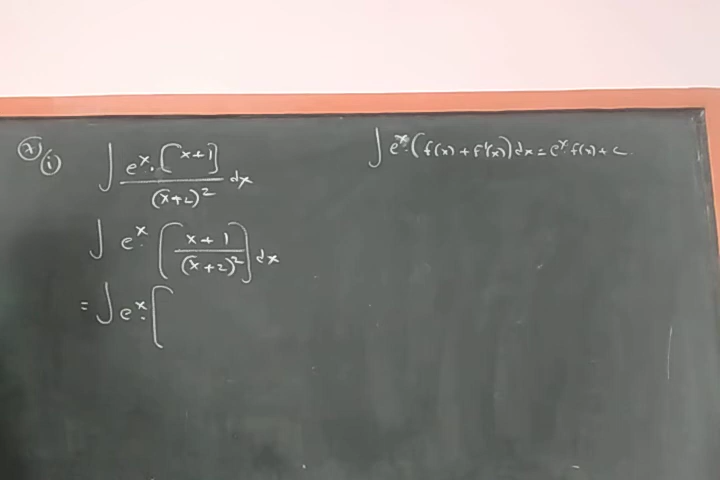 (7) (i) ∫ e^x·[x+1] / (x+2)^2 dx
∫ e^x·(f(x) + f'(x)) dx = e^x·f(x) + c
∫ e^x·[ x+1 / (x+2)^2 ] dx
= ∫ e^x·[